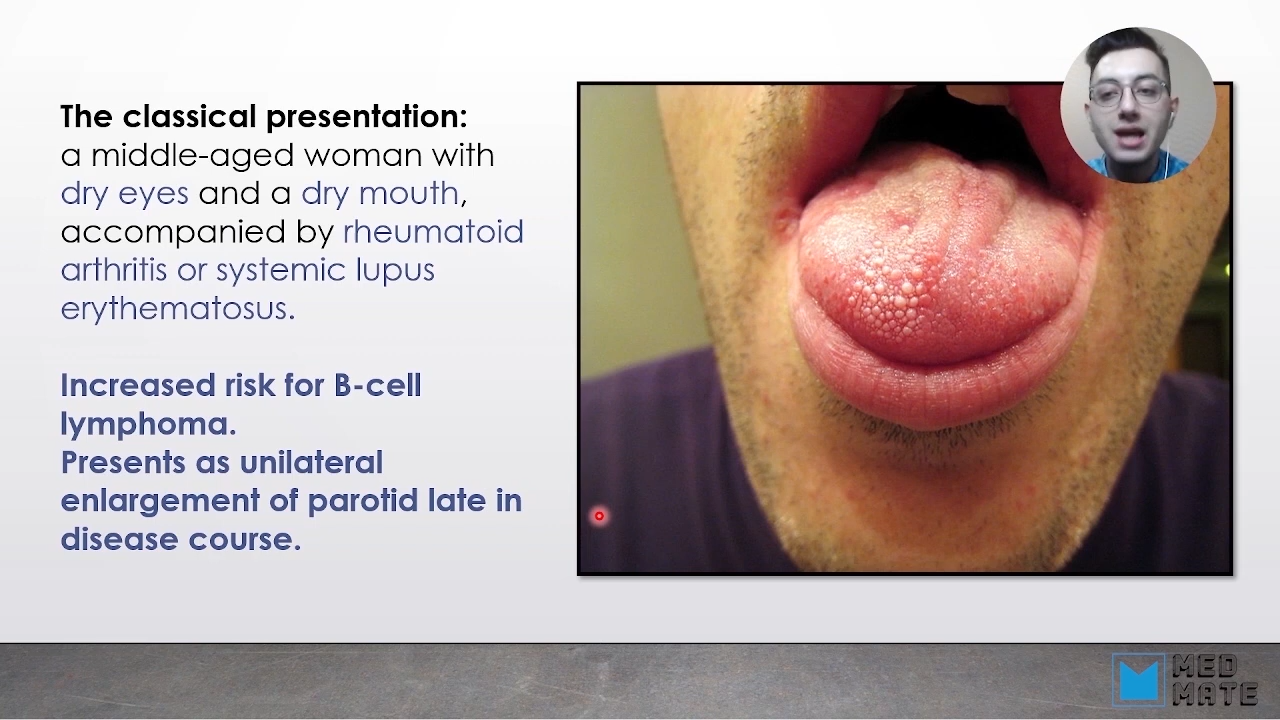 The classical presentation:
a middle-aged woman with
dry eyes and a dry mouth,
accompanied by rheumatoid
arthritis or systemic lupus
erythematosus.
Increased risk for B-cell
lymphoma.
Presents as unilateral
enlargement of parotid late in
disease course.
MED
MATE